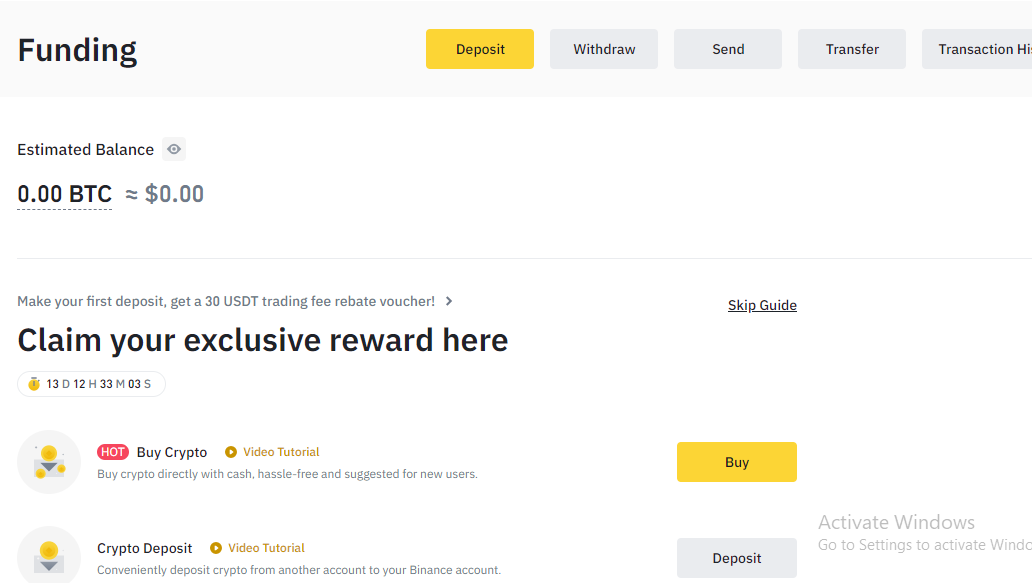 Funding
Deposit
Withdraw
Send
Transfer
Transaction
Estimated Balance
0.00 BTC ≈ $0.00
Make your first deposit, get a 30 USDT trading fee rebate voucher!
Skip Guide
Claim your exclusive reward here
13 D 12 H 33 M 03 S
HOT Buy Crypto Video Tutorial
Buy crypto directly with cash, hassle-free and suggested for new users.
Buy
Crypto Deposit Video Tutorial
Conveniently deposit crypto from another account to your Binance account.
Deposit
Activate Windows
Go to Settings to activate